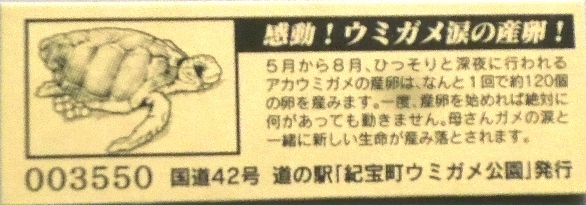 感動！ウミガメ涙の産卵！
5月から8月、ひっそりと深夜に行われる
アカウミガメの産卵は、なんと1回で約120個
の卵を産みます。一度、産卵を始めれば絶対に
何があっても動きません。母さんガメの涙と
一緒に新しい生命が産み落とされます。
003550 国道42号 道の駅「紀宝町ウミガメ公園」発行